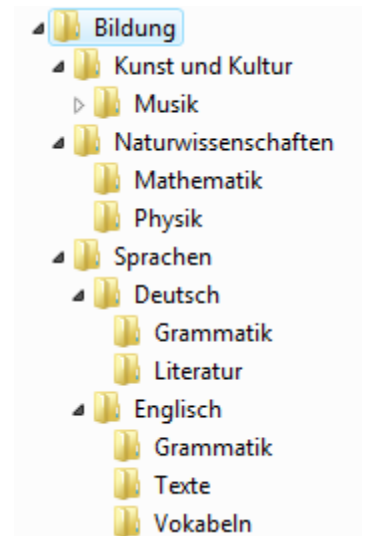 Bildung
Kunst und Kultur
Musik
Naturwissenschaften
Mathematik
Physik
Sprachen
Deutsch
Grammatik
Literatur
Englisch
Grammatik
Texte
Vokabeln